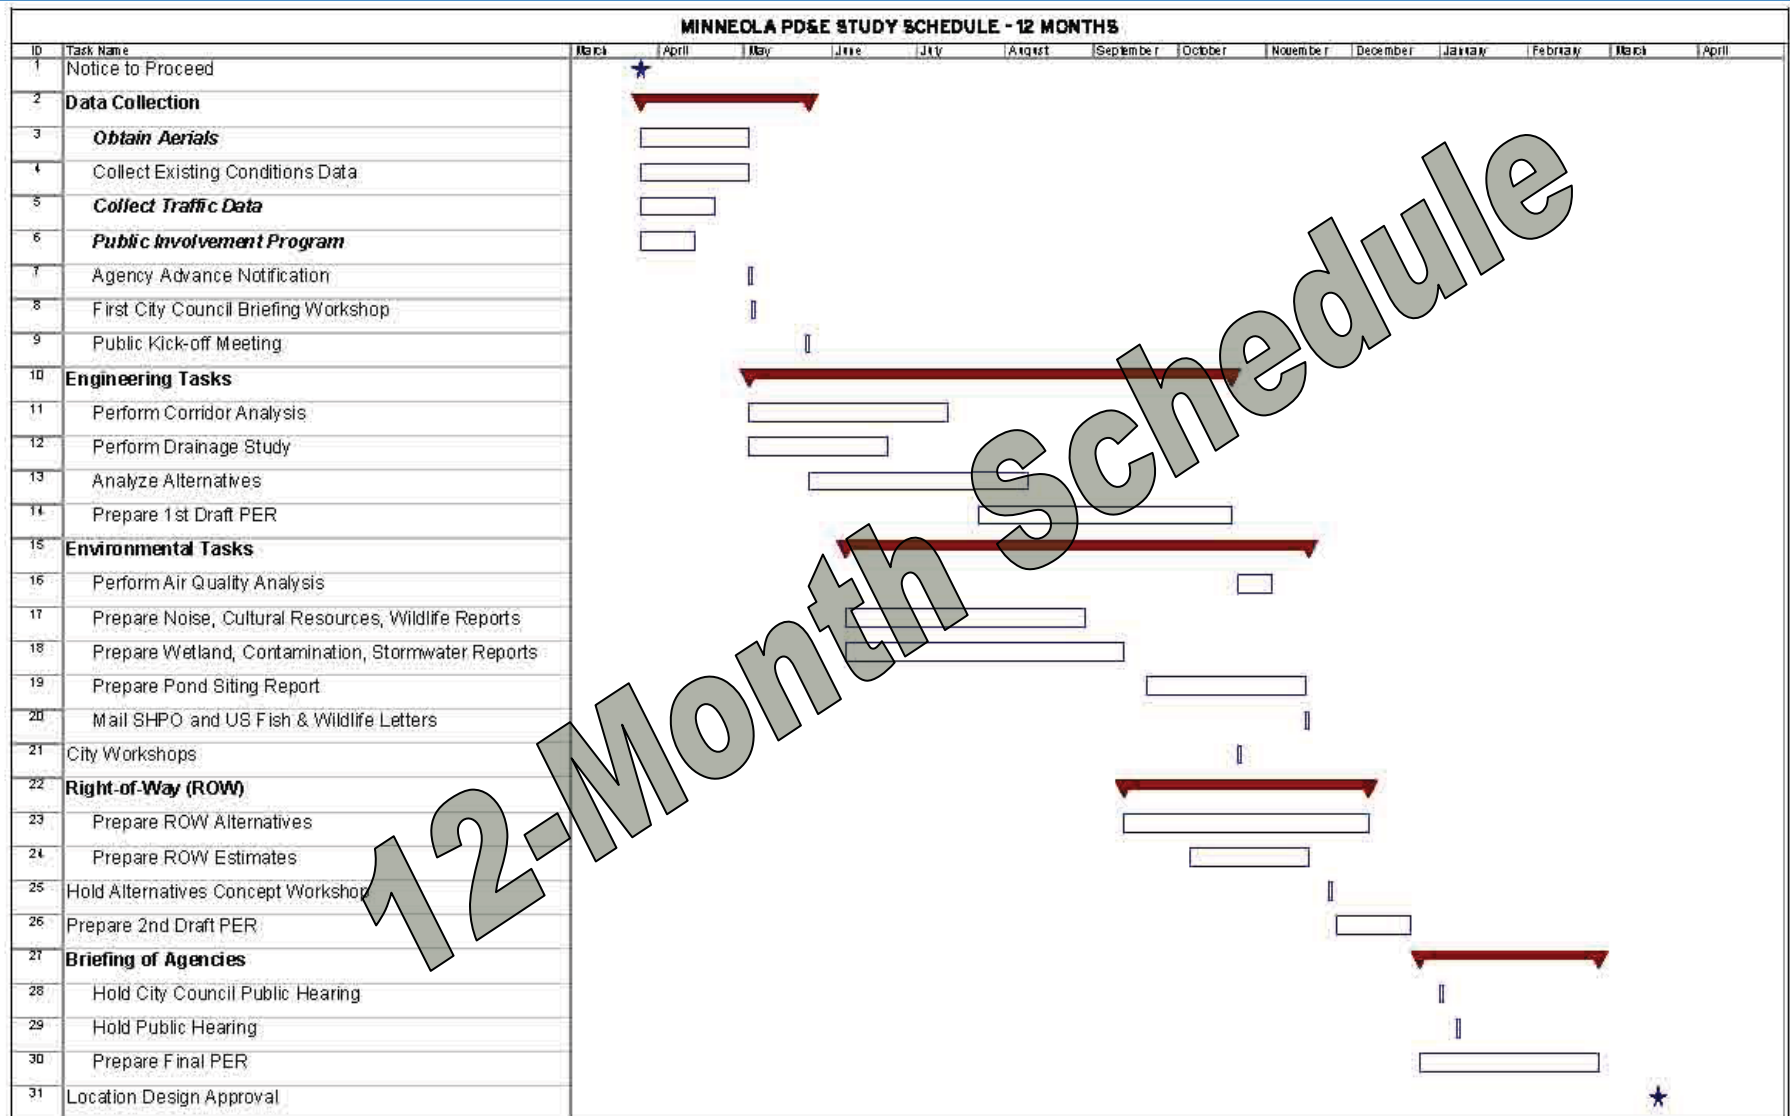 MINNEOLA PD&E STUDY SCHEDULE - 12 MONTHS
ID Task Name March April May June July August September October November December January February March April
1 Notice to Proceed
2 Data Collection
3 Obtain Aerials
4 Collect Existing Conditions Data
5 Collect Traffic Data
6 Public Involvement Program
7 Agency Advance Notification
8 First City Council Briefing Workshop
9 Public Kick-off Meeting
10 Engineering Tasks
11 Perform Corridor Analysis
12 Perform Drainage Study
13 Analyze Alternatives
14 Prepare 1st Draft PER
15 Environmental Tasks
16 Perform Air Quality Analysis
17 Prepare Noise, Cultural Resources, Wildlife Reports
18 Prepare Wetland, Contamination, Stormwater Reports
19 Prepare Pond Siting Report
20 Mail SHPO and US Fish & Wildlife Letters
21 City Workshops
22 Right-of-Way (ROW)
23 Prepare ROW Alternatives
24 Prepare ROW Estimates
25 Hold Alternatives Concept Workshop
26 Prepare 2nd Draft PER
27 Briefing of Agencies
28 Hold City Council Public Hearing
29 Hold Public Hearing
30 Prepare Final PER
31 Location Design Approval
12-Month Schedule